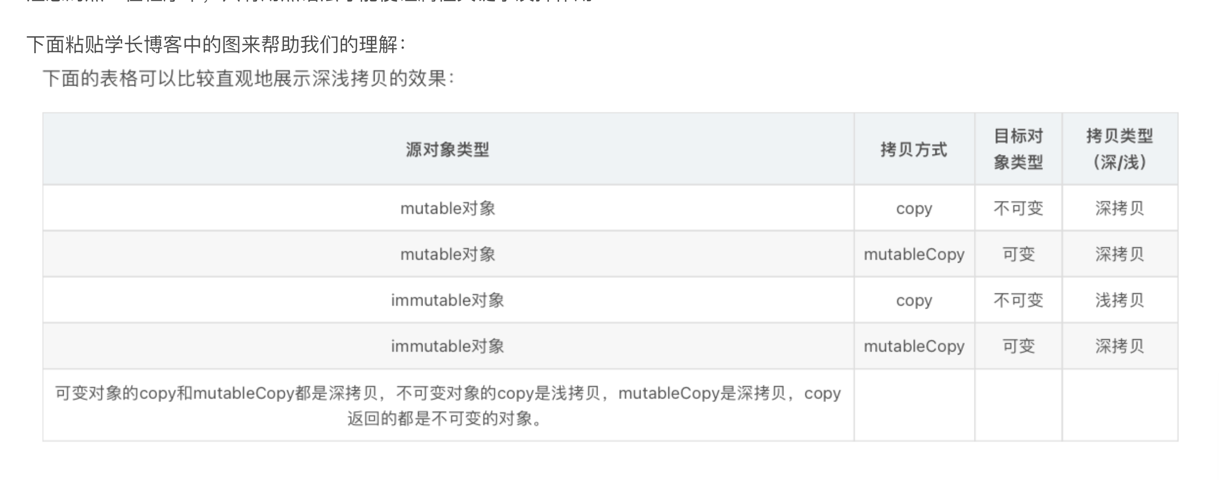 下面粘贴学长博客中的图来帮助我们的理解：
下面的表格可以比较直观地展示深浅拷贝的效果：
源对象类型 拷贝方式 目标对象类型 拷贝类型（深/浅）
mutable对象 copy 不可变 深拷贝
mutable对象 mutableCopy 可变 深拷贝
immutable对象 copy 不可变 浅拷贝
immutable对象 mutableCopy 可变 深拷贝
可变对象的copy和mutableCopy都是深拷贝，不可变对象的copy是浅拷贝，mutableCopy是深拷贝，copy
返回的都是不可变的对象。